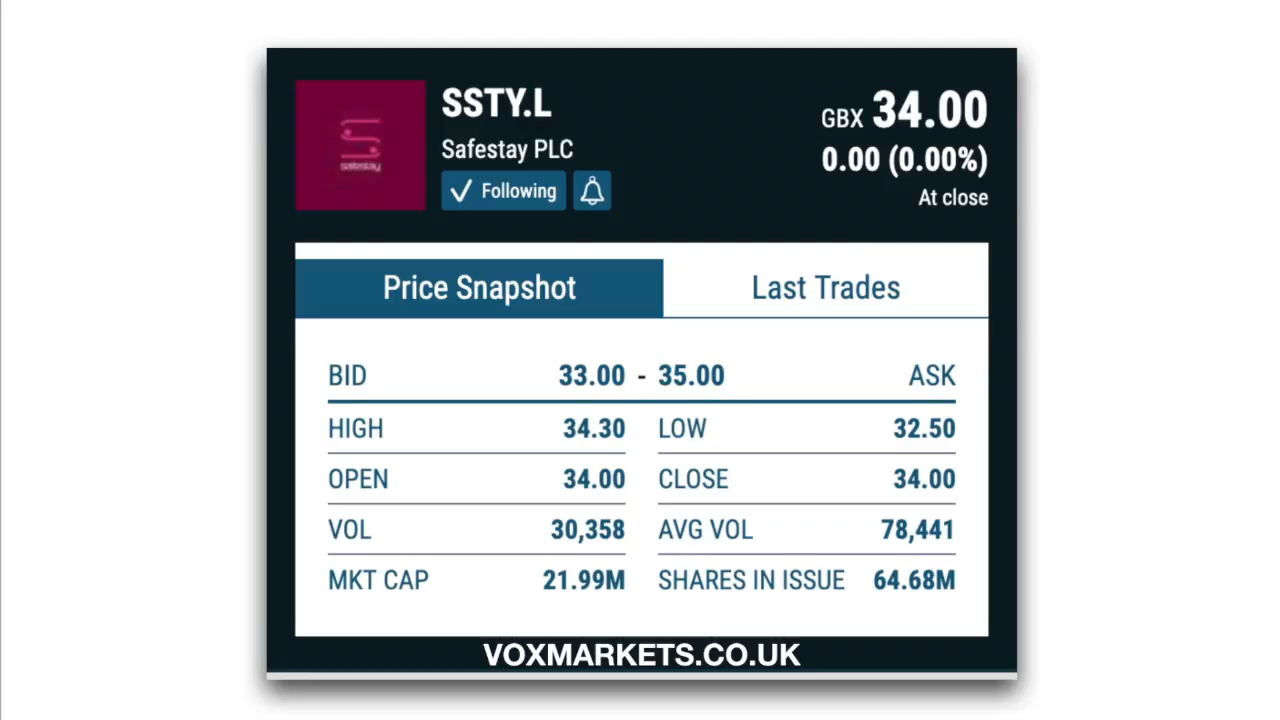 SSTY.L
Safestay PLC
Following
GBX 34.00
0.00 (0.00%)
At close
safestay
Price Snapshot Last Trades
BID 33.00 - 35.00 ASK
HIGH 34.30 LOW 32.50
OPEN 34.00 CLOSE 34.00
VOL 30,358 AVG VOL 78,441
MKT CAP 21.99M SHARES IN ISSUE 64.68M
VOXMARKETS.CO.UK